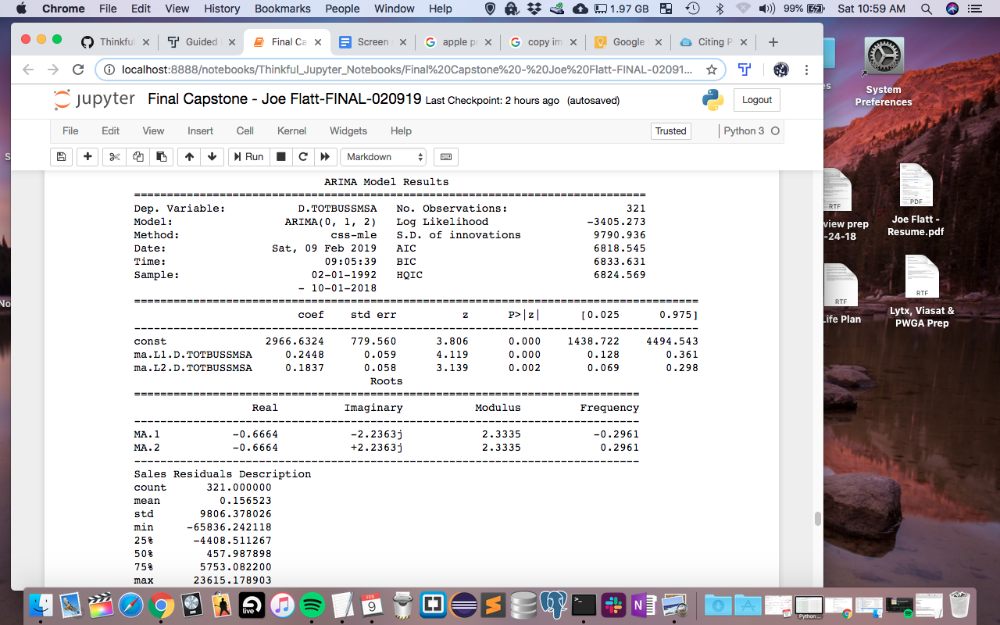 Chrome File Edit View History Bookmarks People Window Help 1.97 GB 99% Sat 10:59 AM
Thinkful Guided Final Ca Screen apple pr copy im Google Citing P
localhost:8888/notebooks/Thinkful_Jupyter_Notebooks/Final%20Capstone%20-%20Joe%20Flatt-FINAL-02091...
jupyter Final Capstone - Joe Flatt-FINAL-020919 Last Checkpoint: 2 hours ago (autosaved) Logout
File Edit View Insert Cell Kernel Widgets Help Trusted Python 3
Run Markdown
ARIMA Model Results
==============================================================================
Dep. Variable: D.TOTBUSSMSA No. Observations: 321
Model: ARIMA(0, 1, 2) Log Likelihood -3405.273
Method: css-mle S.D. of innovations 9790.936
Date: Sat, 09 Feb 2019 AIC 6818.545
Time: 09:05:39 BIC 6833.631
Sample: 02-01-1992 HQIC 6824.569
- 10-01-2018
======================================================================================
coef std err z P>|z| [0.025 0.975]
--------------------------------------------------------------------------------------
const 2966.6324 779.560 3.806 0.000 1438.722 4494.543
ma.L1.D.TOTBUSSMSA 0.2448 0.059 4.119 0.000 0.128 0.361
ma.L2.D.TOTBUSSMSA 0.1837 0.058 3.139 0.002 0.069 0.298
Roots
=============================================================================
Real Imaginary Modulus Frequency
-----------------------------------------------------------------------------
MA.1 -0.6664 -2.2363j 2.3335 -0.2961
MA.2 -0.6664 +2.2363j 2.3335 0.2961
-----------------------------------------------------------------------------
Sales Residuals Description
count 321.000000
mean 0.156523
std 9806.378026
min -65836.242118
25% -4408.511267
50% 457.987898
75% 5753.082200
max 23615.178903
System
Preferences
RTF
view prep
-24-18
PDF
Joe Flatt -
Resume.pdf
RTF
Life Plan
RTF
Lytx, Viasat &
PWGA Prep
live
FEB
9
N
Python